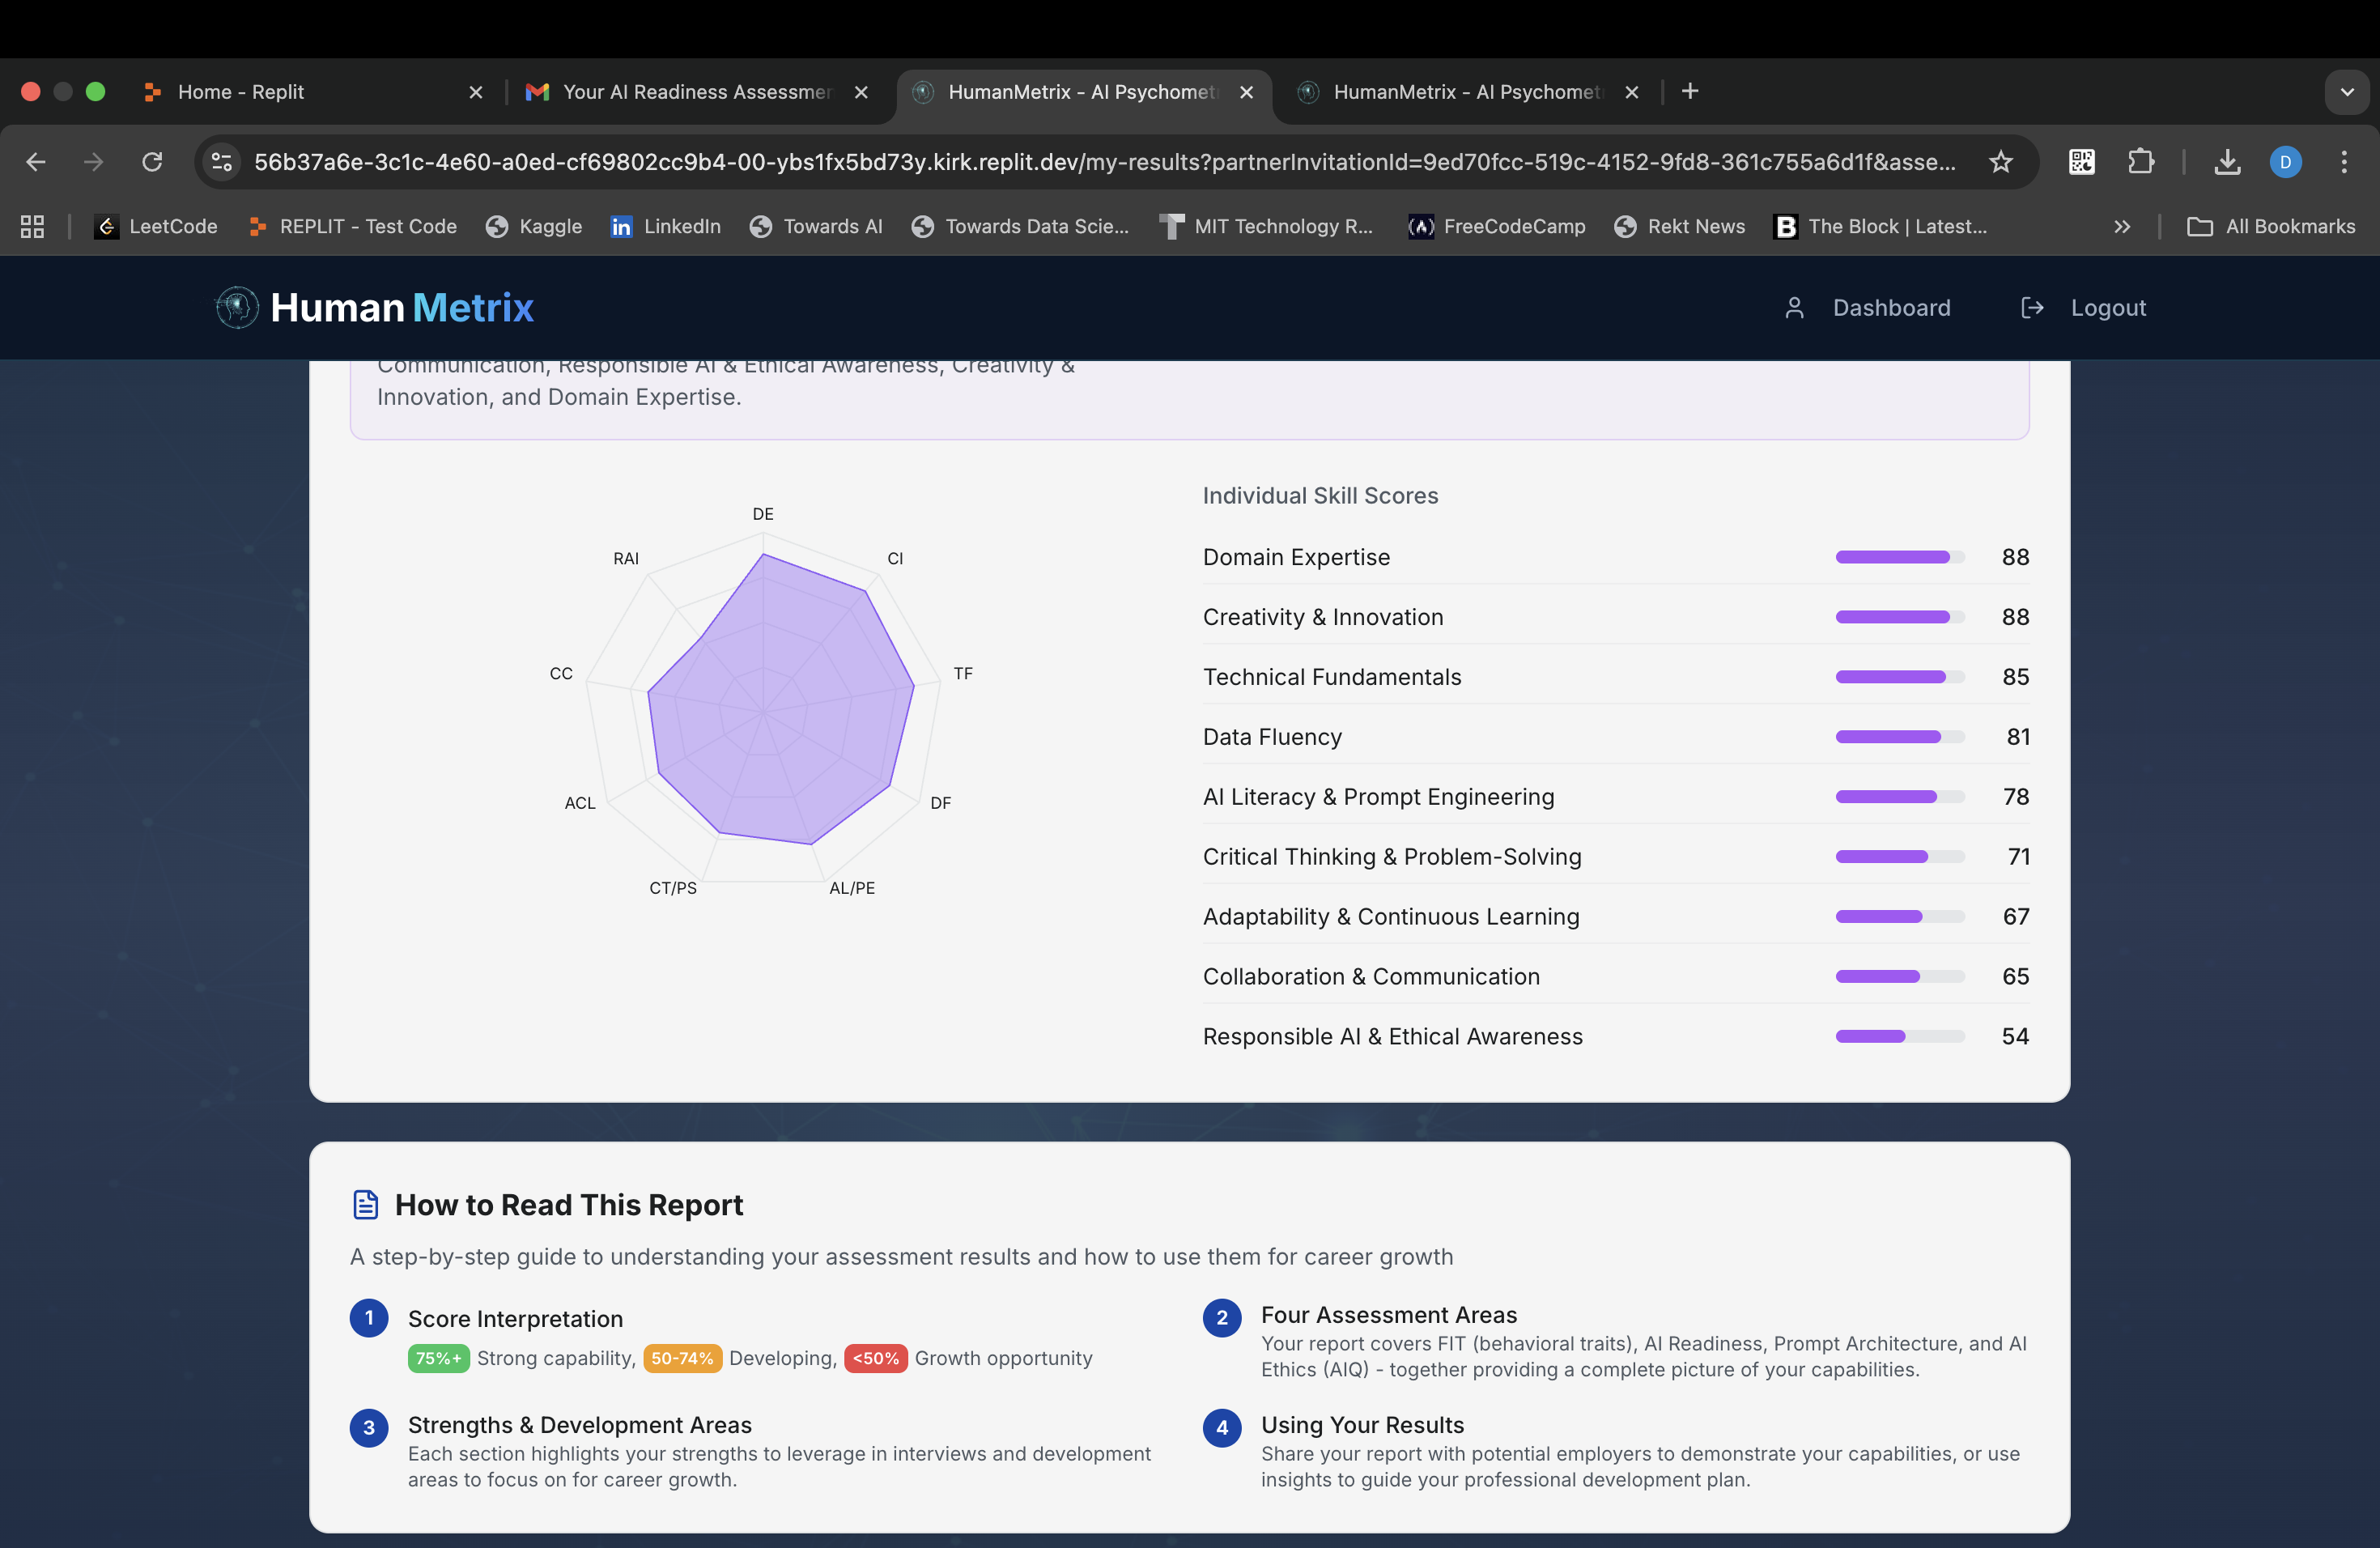 Home - Replit
Your AI Readiness Assessmer
HumanMetrix - AI Psychomet
HumanMetrix - AI Psychomet
56b37a6e-3c1c-4e60-a0ed-cf69802cc9b4-00-ybs1fx5bd73y.kirk.replit.dev/my-results?partnerInvitationId=9ed70fcc-519c-4152-9fd8-361c755a6d1f&asse...
D
LeetCode
REPLIT - Test Code
Kaggle
in LinkedIn
Towards AI
Towards Data Scie...
MIT Technology R...
FreeCodeCamp
Rekt News
B The Block | Latest...
All Bookmarks
Human Metrix
Dashboard
Logout
Communication, Responsible AI & Ethical Awareness, Creativity &
Innovation, and Domain Expertise.
DE
CI
TF
DF
AL/PE
CT/PS
ACL
CC
RAI
Individual Skill Scores
Domain Expertise 88
Creativity & Innovation 88
Technical Fundamentals 85
Data Fluency 81
AI Literacy & Prompt Engineering 78
Critical Thinking & Problem-Solving 71
Adaptability & Continuous Learning 67
Collaboration & Communication 65
Responsible AI & Ethical Awareness 54
How to Read This Report
A step-by-step guide to understanding your assessment results and how to use them for career growth
1 Score Interpretation
75%+ Strong capability, 50-74% Developing, <50% Growth opportunity
2 Four Assessment Areas
Your report covers FIT (behavioral traits), AI Readiness, Prompt Architecture, and AI
Ethics (AIQ) - together providing a complete picture of your capabilities.
3 Strengths & Development Areas
Each section highlights your strengths to leverage in interviews and development
areas to focus on for career growth.
4 Using Your Results
Share your report with potential employers to demonstrate your capabilities, or use
insights to guide your professional development plan.